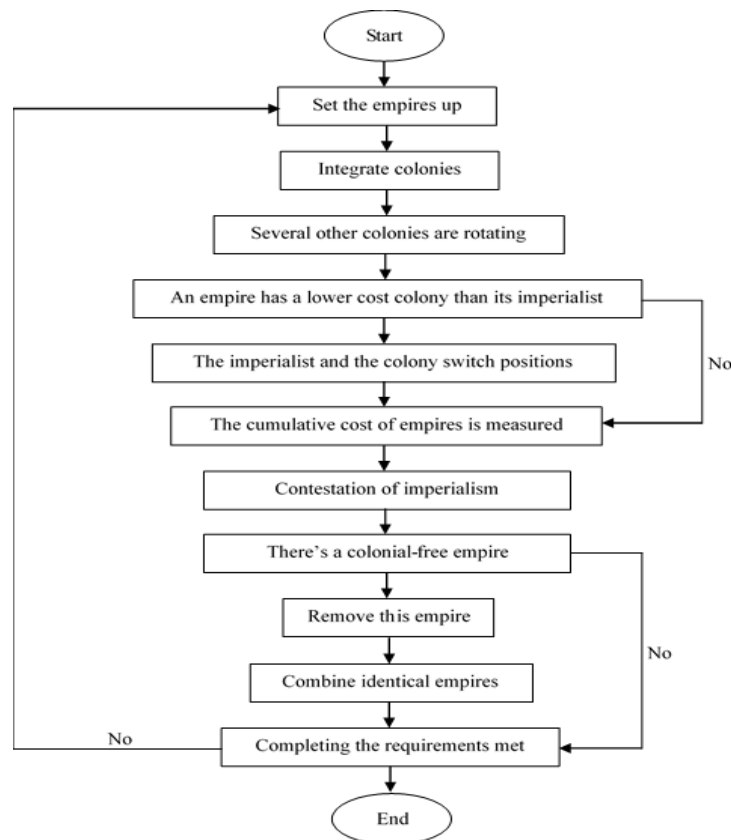 Start
Set the empires up
Integrate colonies
Several other colonies are rotating
An empire has a lower cost colony than its imperialist
The imperialist and the colony switch positions
No
The cumulative cost of empires is measured
Contestation of imperialism
There's a colonial-free empire
Remove this empire
No
Combine identical empires
No
Completing the requirements met
End